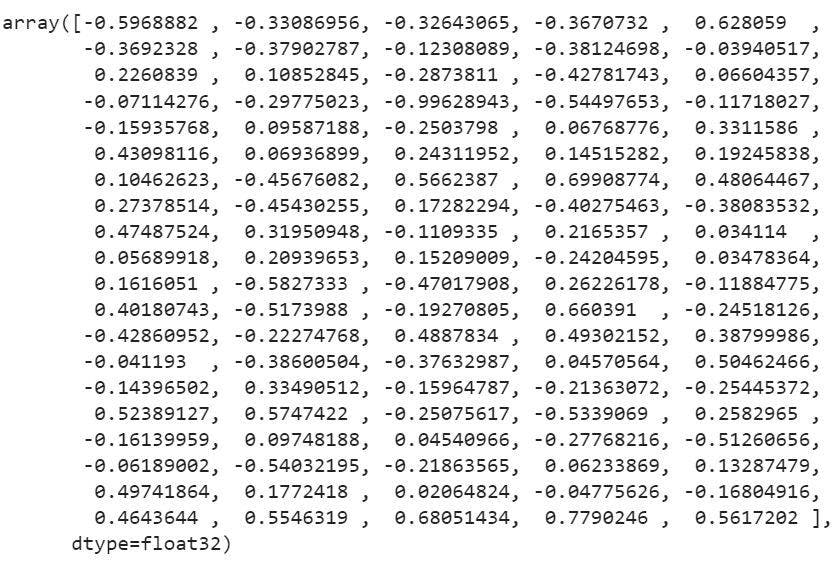 array([-0.5968882 , -0.33086956, -0.32643065, -0.3670732 ,  0.628059  ,
       -0.3692328 , -0.37902787, -0.12308089, -0.38124698, -0.03940517,
        0.2260839 ,  0.10852845, -0.2873811 , -0.42781743,  0.06604357,
       -0.07114276, -0.29775023, -0.99628943, -0.54497653, -0.11718027,
       -0.15935768,  0.09587188, -0.2503798 ,  0.06768776,  0.3311586 ,
        0.43098116,  0.06936899,  0.24311952,  0.14515282,  0.19245838,
        0.10462623, -0.45676082,  0.5662387 ,  0.69908774,  0.48064467,
        0.27378514, -0.45430255,  0.17282294, -0.40275463, -0.38083532,
        0.47487524,  0.31950948, -0.1109335 ,  0.2165357 ,  0.034114  ,
        0.05689918,  0.20939653,  0.15209009, -0.24204595,  0.03478364,
        0.1616051 , -0.5827333 , -0.47017908,  0.26226178, -0.11884775,
        0.40180743, -0.5173988 , -0.19270805,  0.660391  , -0.24518126,
       -0.42860952, -0.22274768,  0.4887834 ,  0.49302152,  0.38799986,
       -0.041193  , -0.38600504, -0.37632987,  0.04570564,  0.50462466,
       -0.14396502,  0.33490512, -0.15964787, -0.21363072, -0.25445372,
        0.52389127,  0.5747422 , -0.25075617, -0.5339069 ,  0.2582965 ,
       -0.16139959,  0.09748188,  0.04540966, -0.27768216, -0.51260656,
       -0.06189002, -0.54032195, -0.21863565,  0.06233869,  0.13287479,
        0.49741864,  0.1772418 ,  0.02064824, -0.04775626, -0.16804916,
        0.4643644 ,  0.5546319 ,  0.68051434,  0.7790246 ,  0.5617202 ],
      dtype=float32)